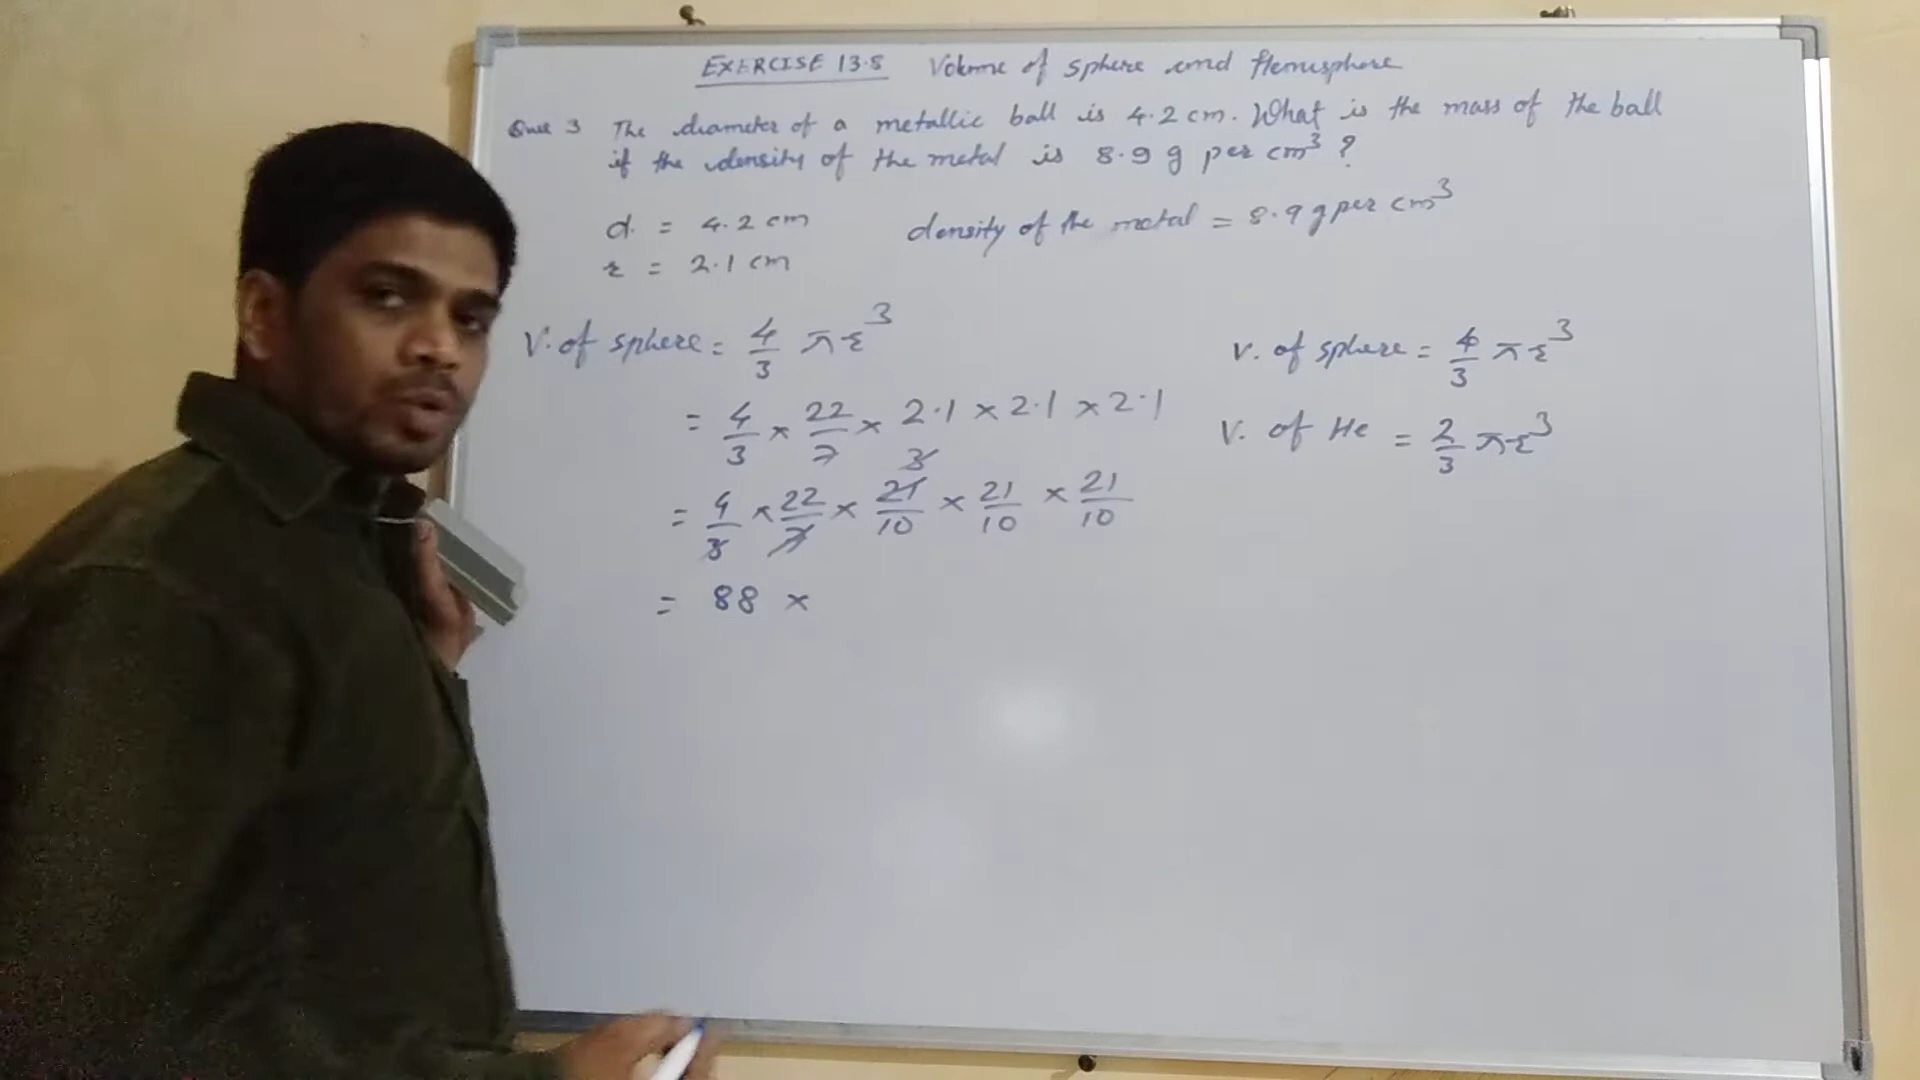 EXERCISE 13.8 Volume of sphere and Hemisphere
Que 3 The diameter of a metallic ball is 4.2 cm. What is the mass of the ball
if the density of the metal is 8.9 g per cm³ ?
d. = 4.2 cm density of the metal = 8.9 g per cm³
r = 2.1 cm
V. of sphere = 4/3 πr³
V. of sphere = 4/3 πr³
= 4/3 × 22/7 × 2.1 × 2.1 × 2.1
V. of He = 2/3 πr³
3
= 4/3 × 22/7 × 21/10 × 21/10 × 21/10
= 88 ×